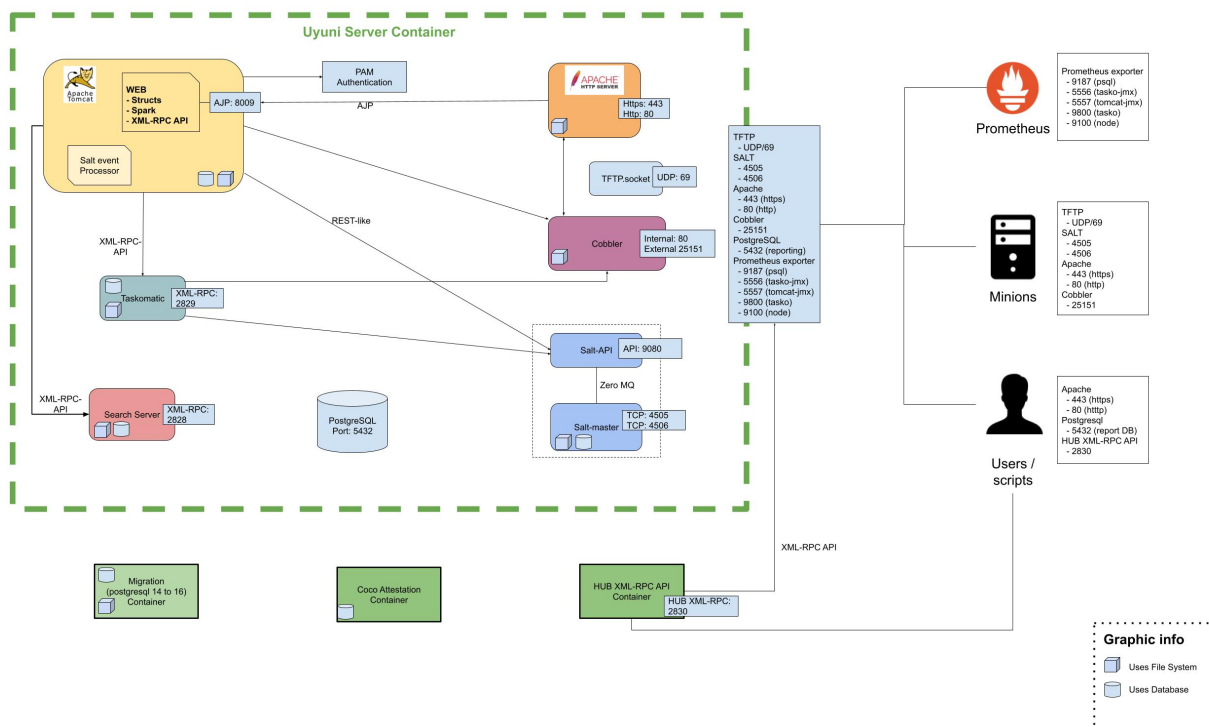 Uyuni Server Container
Apache
Tomcat
WEB
- Structs
- Spark
- XML-RPC API
AJP: 8009
Salt event
Processor
PAM
Authentication
AJP
APACHE
HTTP SERVER
Https: 443
Http: 80
TFTP.socket
UDP: 69
REST-like
Cobbler
Internal: 80
External 25151
XML-RPC-
API
Taskomatic
XML-RPC:
2829
Salt-API
API: 9080
Zero MQ
Salt-master
TCP: 4505
TCP: 4506
XML-RPC-
API
Search Server
XML-RPC:
2828
PostgreSQL
Port: 5432
TFTP
- UDP/69
SALT
- 4505
- 4506
Apache
- 443 (https)
- 80 (http)
Cobbler
- 25151
PostgreSQL
- 5432 (reporting)
Prometheus exporter
- 9187 (psql)
- 5556 (tasko-jmx)
- 5557 (tomcat-jmx)
- 9800 (tasko)
- 9100 (node)
Prometheus
Prometheus exporter
- 9187 (psql)
- 5556 (tasko-jmx)
- 5557 (tomcat-jmx)
- 9800 (tasko)
- 9100 (node)
Minions
TFTP
- UDP/69
SALT
- 4505
- 4506
Apache
- 443 (https)
- 80 (http)
Cobbler
- 25151
Users /
scripts
Apache
- 443 (https)
- 80 (htttp)
Postgresql
- 5432 (report DB)
HUB XML-RPC API
- 2830
XML-RPC API
Migration
(postgresql 14 to 16)
Container
Coco Attestation
Container
HUB XML-RPC API
Container
HUB XML-RPC:
2830
Graphic info
Uses File System
Uses Database